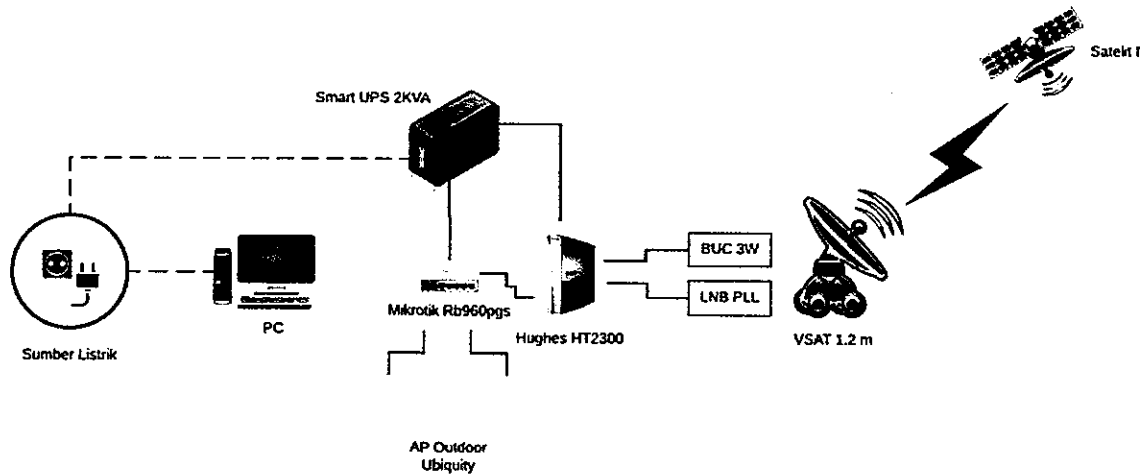 Satekt
Smart UPS 2KVA
BUC 3W
LNB PLL
Mikrotik Rb960pgs
PC
Hughes HT2300
VSAT 1.2 m
Sumber Listrik
AP Outdoor
Ubiquity